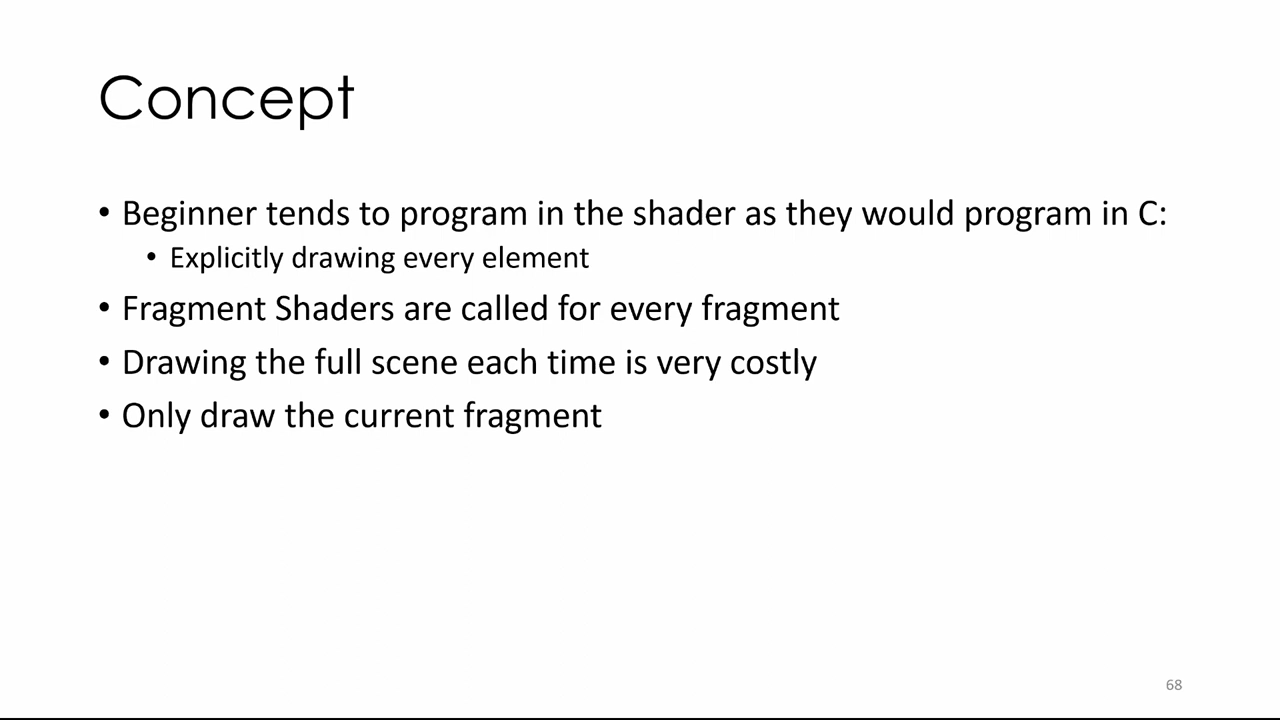 Concept
• Beginner tends to program in the shader as they would program in C:
• Explicitly drawing every element
• Fragment Shaders are called for every fragment
• Drawing the full scene each time is very costly
• Only draw the current fragment
68